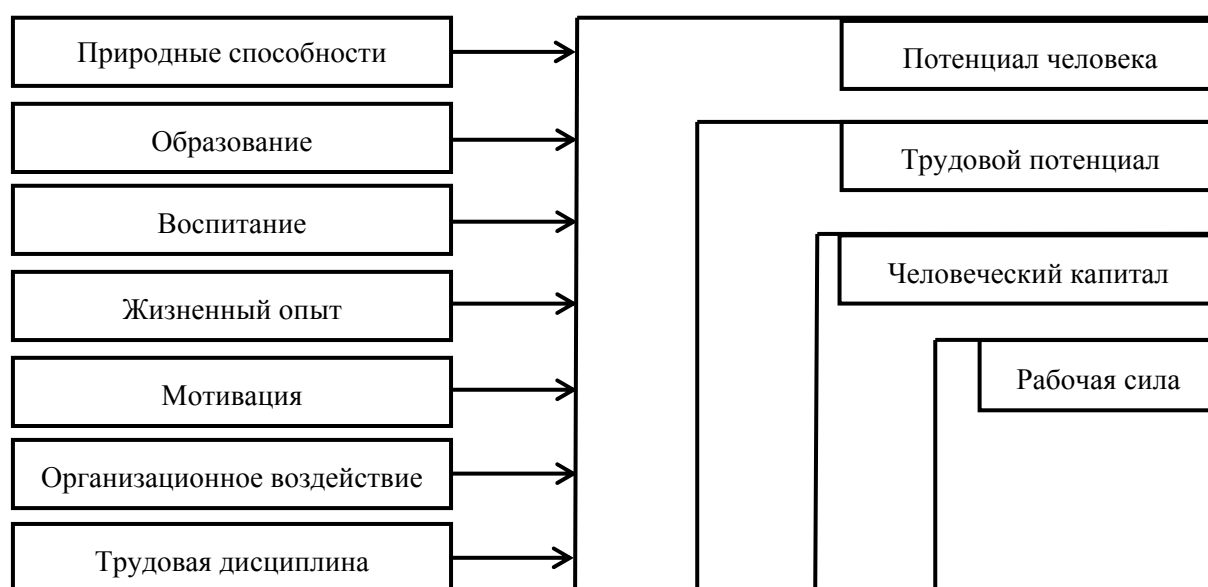 Природные способности
Образование
Воспитание
Жизненный опыт
Мотивация
Организационное воздействие
Трудовая дисциплина
Потенциал человека
Трудовой потенциал
Человеческий капитал
Рабочая сила